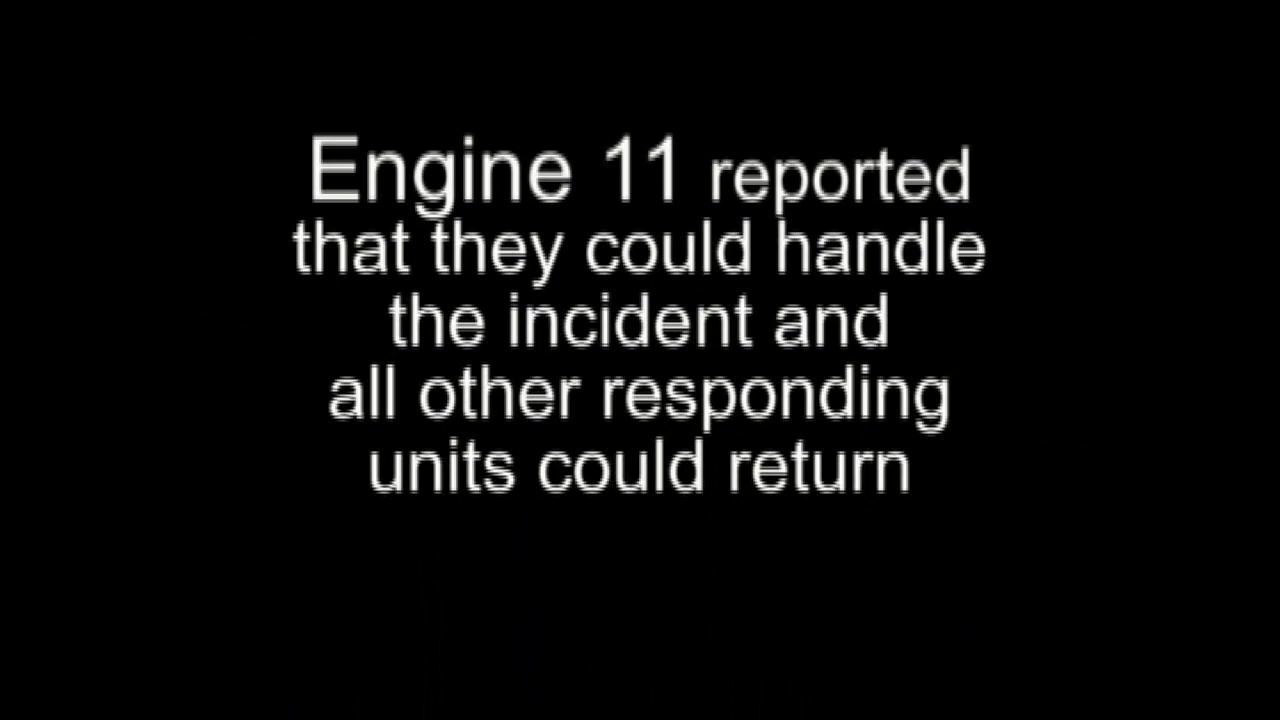 Engine 11 reported
that they could handle
the incident and
all other responding
units could return